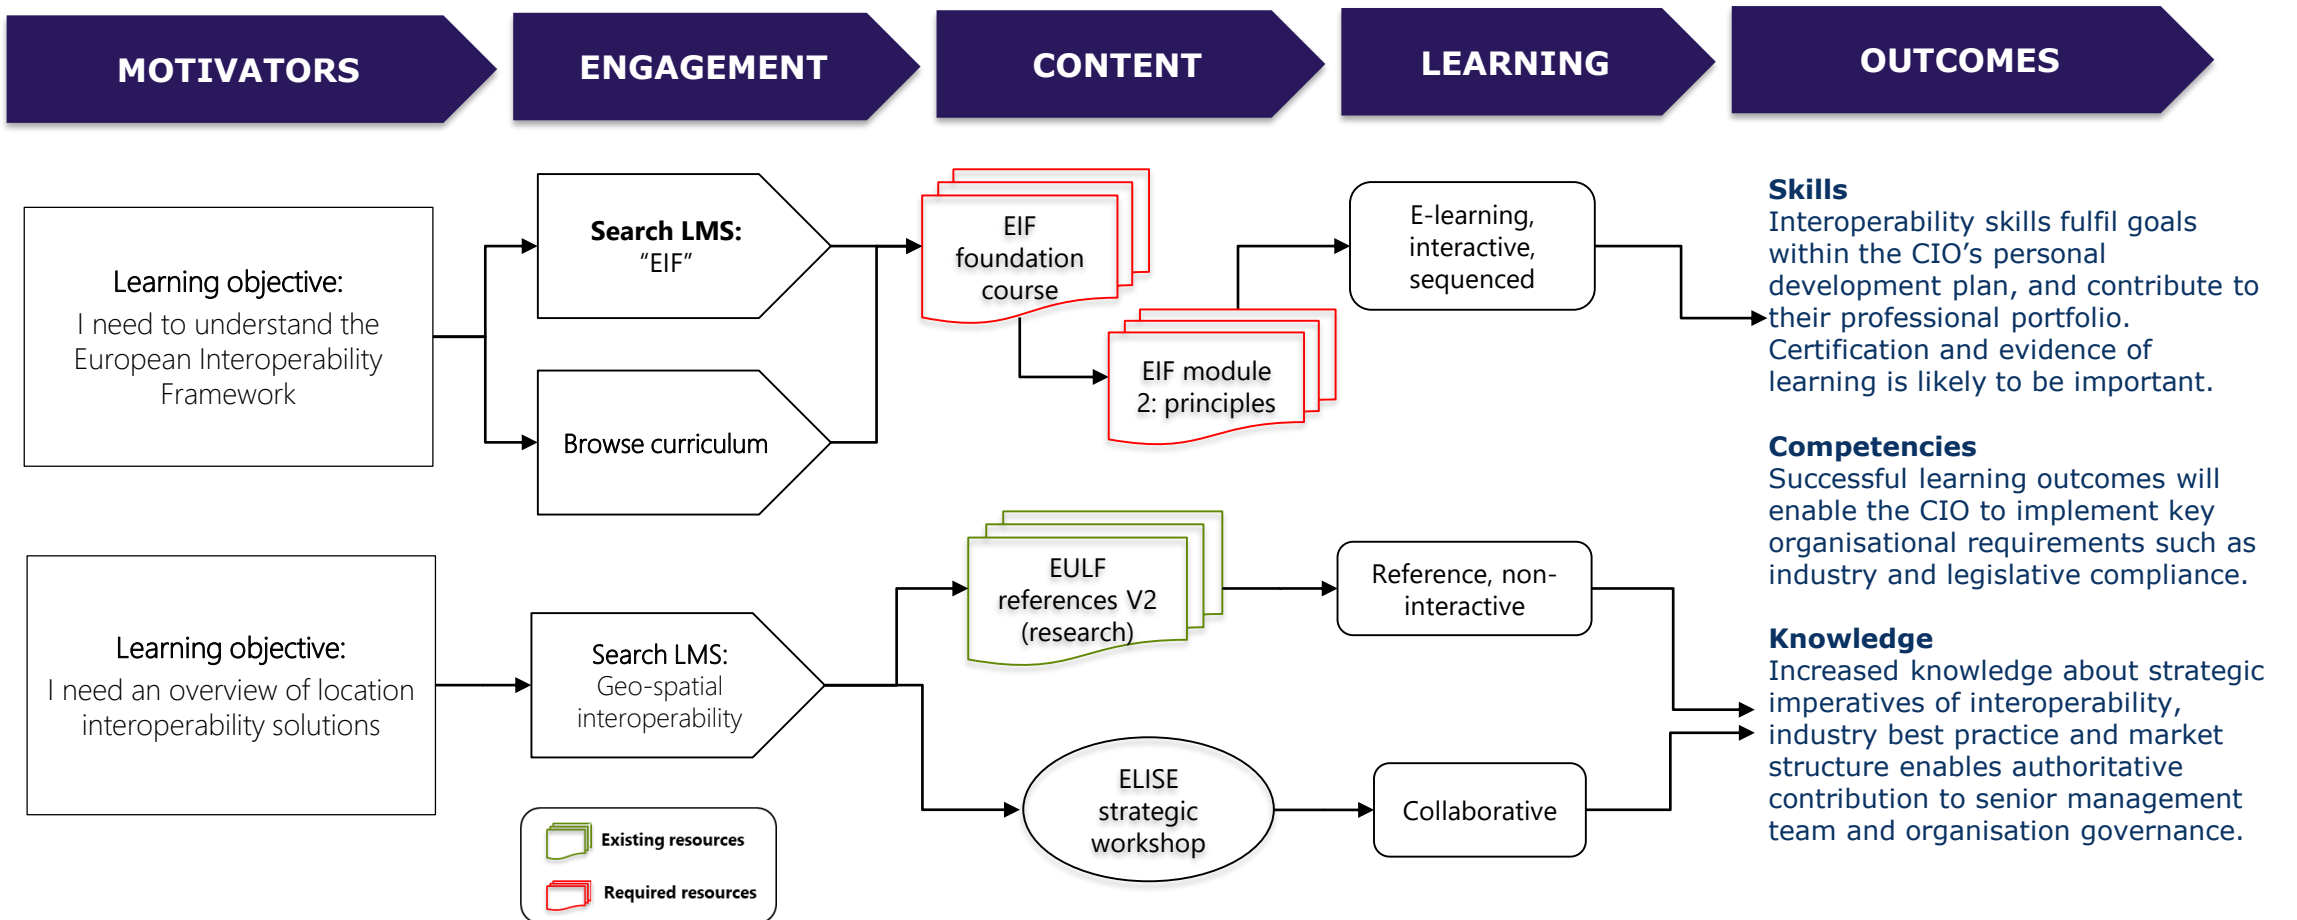 MOTIVATORS
ENGAGEMENT
CONTENT
LEARNING
OUTCOMES
Learning objective:
I need to understand the
European Interoperability
Framework
Search LMS:
“EIF”
Browse curriculum
EIF
foundation
course
EIF module
2: principles
E-learning,
interactive,
sequenced
Learning objective:
I need an overview of location
interoperability solutions
Search LMS:
Geo-spatial
interoperability
EULF
references V2
(research)
Reference, non-
interactive
ELISE
strategic
workshop
Collaborative
Existing resources
Required resources
Skills
Interoperability skills fulfil goals
within the CIO’s personal
development plan, and contribute to
their professional portfolio.
Certification and evidence of
learning is likely to be important.
Competencies
Successful learning outcomes will
enable the CIO to implement key
organisational requirements such as
industry and legislative compliance.
Knowledge
Increased knowledge about strategic
imperatives of interoperability,
industry best practice and market
structure enables authoritative
contribution to senior management
team and organisation governance.